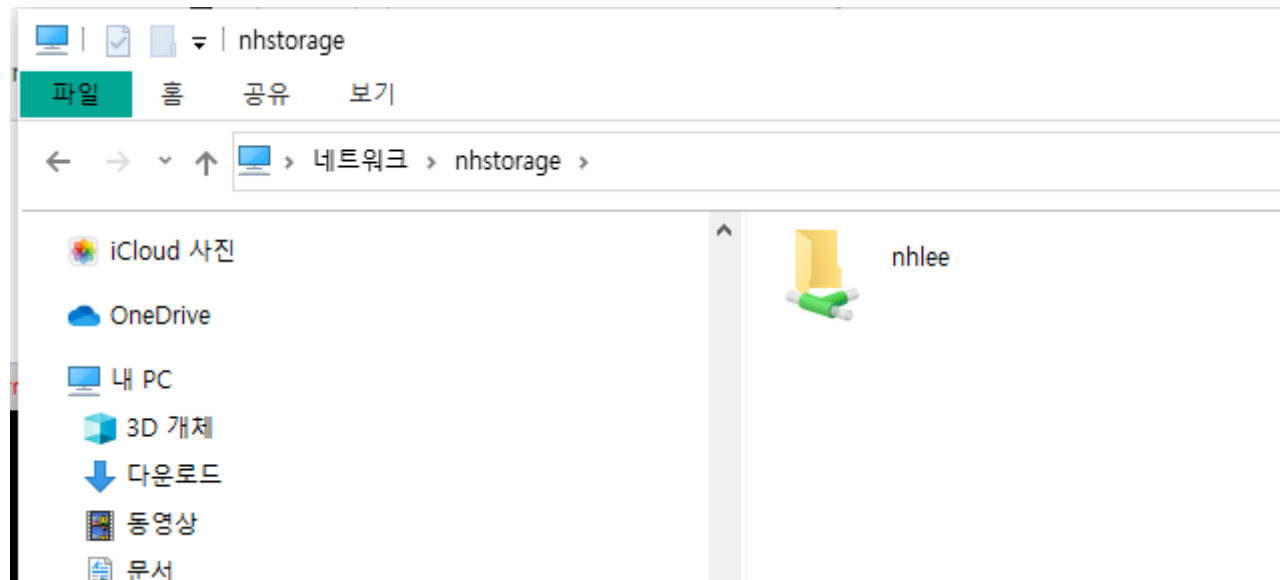 nhstorage
파일 홈 공유 보기
네트워크 nhstorage
iCloud 사진
nhlee
OneDrive
내 PC
3D 개체
다운로드
동영상
문서